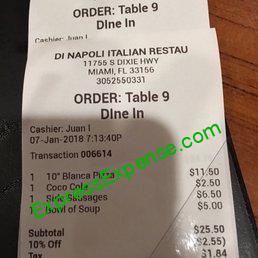 ORDER: Table 9
Dine In
Cashier: Juan I
DI NAPOLI ITALIAN RESTAU
11755 S DIXIE HWY
MIAMI, FL 33156
3052550331
ORDER: Table 9
Dine In
Cashier: Juan I
07-Jan-2018 7:13:40P
Transaction 006614
1 10" Blanca Pizza $11.50
1 Coco Cola $2.50
1 Side Sausages $6.50
1 Bowl of Soup $5.00
ExpressExpense.com
Subtotal $25.50
10% Off ($2.55)
Tax $1.84